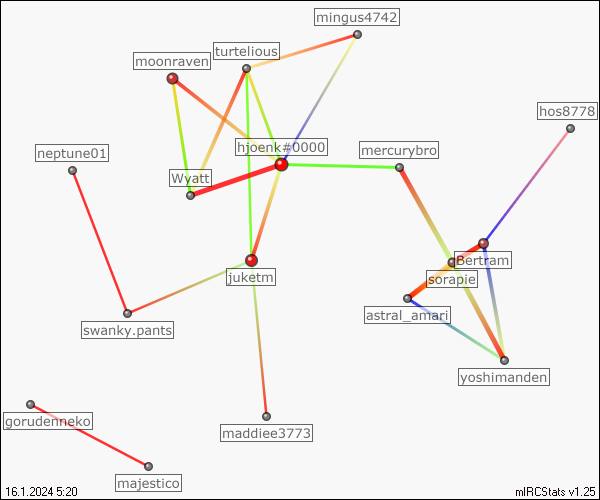 mingus4742
turtelious
moonraven
hos8778
hjoenk#0000
mercurybro
neptune01
Wyatt
Bertram
sorapie
juketm
astral_amari
swanky.pants
yoshimanden
gorudenneko
maddiee3773
majestico
16.1.2024 5:20
mIRCStats v1.25